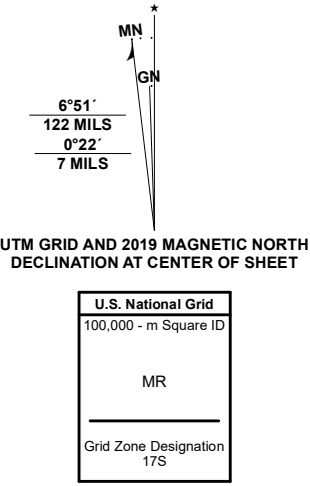 MN
GN
6°51´
122 MILS
0°22´
7 MILS
UTM GRID AND 2019 MAGNETIC NORTH
DECLINATION AT CENTER OF SHEET
U.S. National Grid
100,000 - m Square ID
MR
Grid Zone Designation
17S